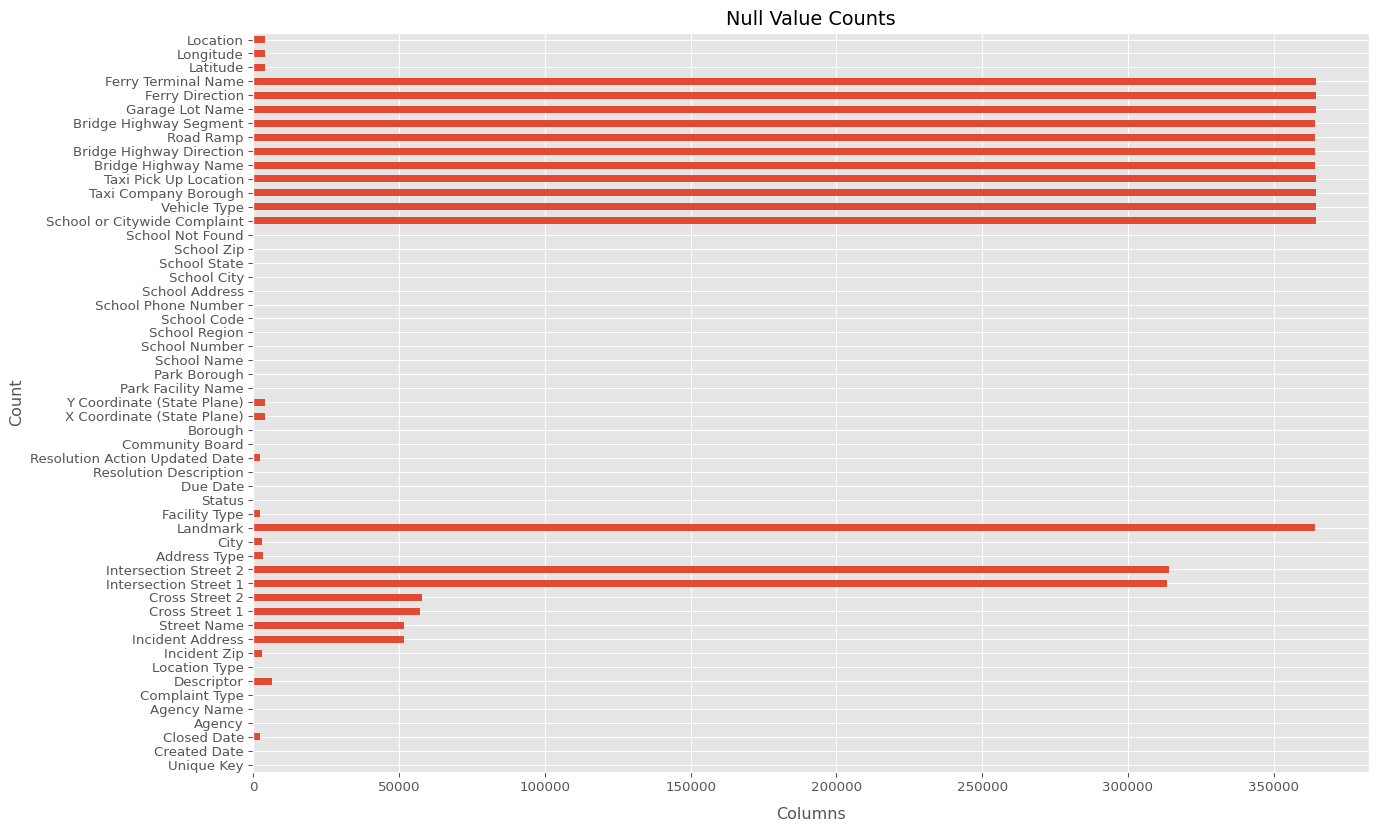 Null Value Counts
Location
Longitude
Latitude
Ferry Terminal Name
Ferry Direction
Garage Lot Name
Bridge Highway Segment
Road Ramp
Bridge Highway Direction
Bridge Highway Name
Taxi Pick Up Location
Taxi Company Borough
Vehicle Type
School or Citywide Complaint
School Not Found
School Zip
School State
School City
School Address
School Phone Number
School Code
School Region
School Number
School Name
Park Borough
Park Facility Name
Y Coordinate (State Plane)
X Coordinate (State Plane)
Borough
Community Board
Resolution Action Updated Date
Resolution Description
Due Date
Status
Facility Type
Landmark
City
Address Type
Intersection Street 2
Intersection Street 1
Cross Street 2
Cross Street 1
Street Name
Incident Address
Incident Zip
Location Type
Descriptor
Complaint Type
Agency Name
Agency
Closed Date
Created Date
Unique Key
Count
0 50000 100000 150000 200000 250000 300000 350000
Columns